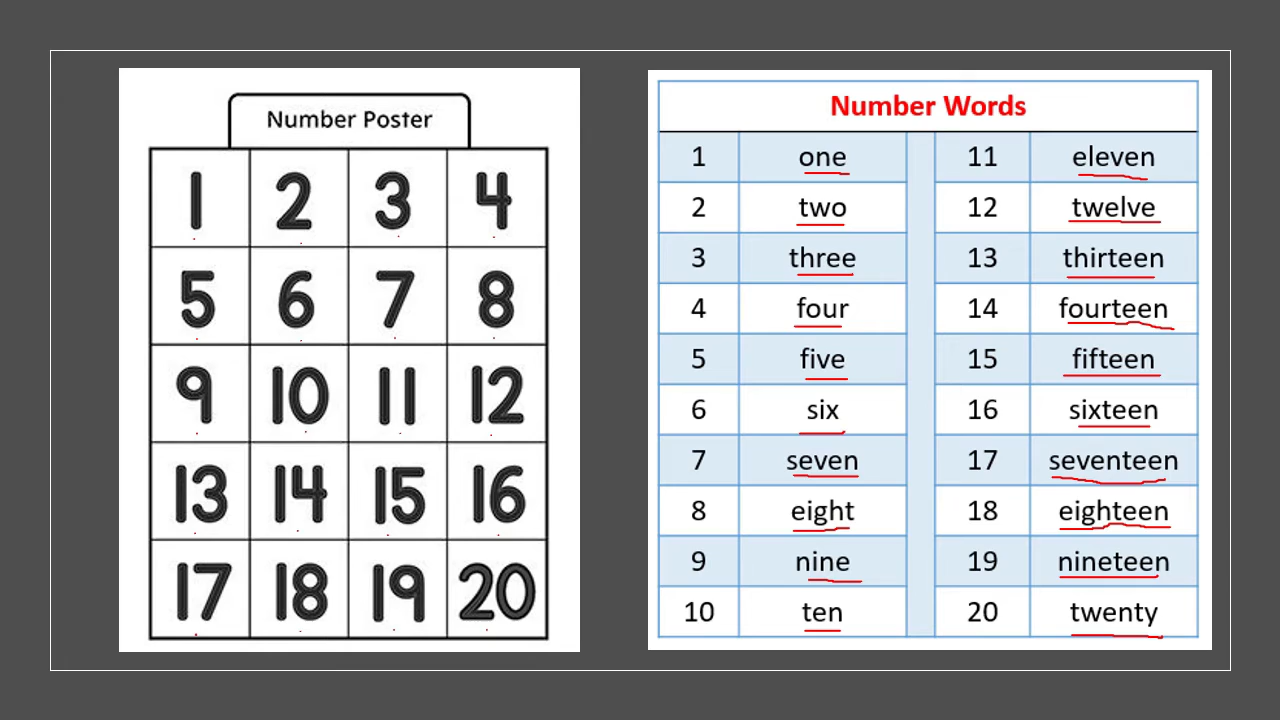 Number Poster
1 2 3 4
5 6 7 8
9 10 11 12
13 14 15 16
17 18 19 20
Number Words
1 one 11 eleven
2 two 12 twelve
3 three 13 thirteen
4 four 14 fourteen
5 five 15 fifteen
6 six 16 sixteen
7 seven 17 seventeen
8 eight 18 eighteen
9 nine 19 nineteen
10 ten 20 twenty